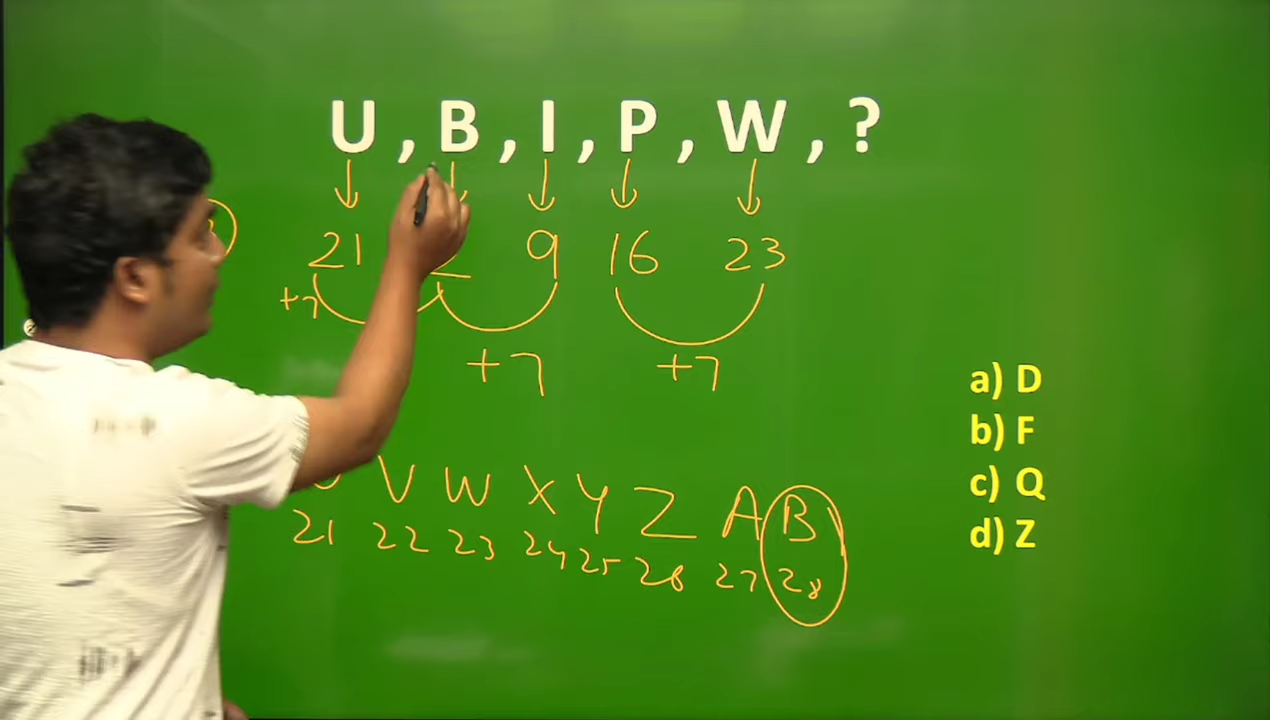 U , B , I , P , W , ?
21 9 16 23
+7
+7 +7
a) D
b) F
c) Q
d) Z
V W X Y Z A B
21 22 23 24 25 26 27 28